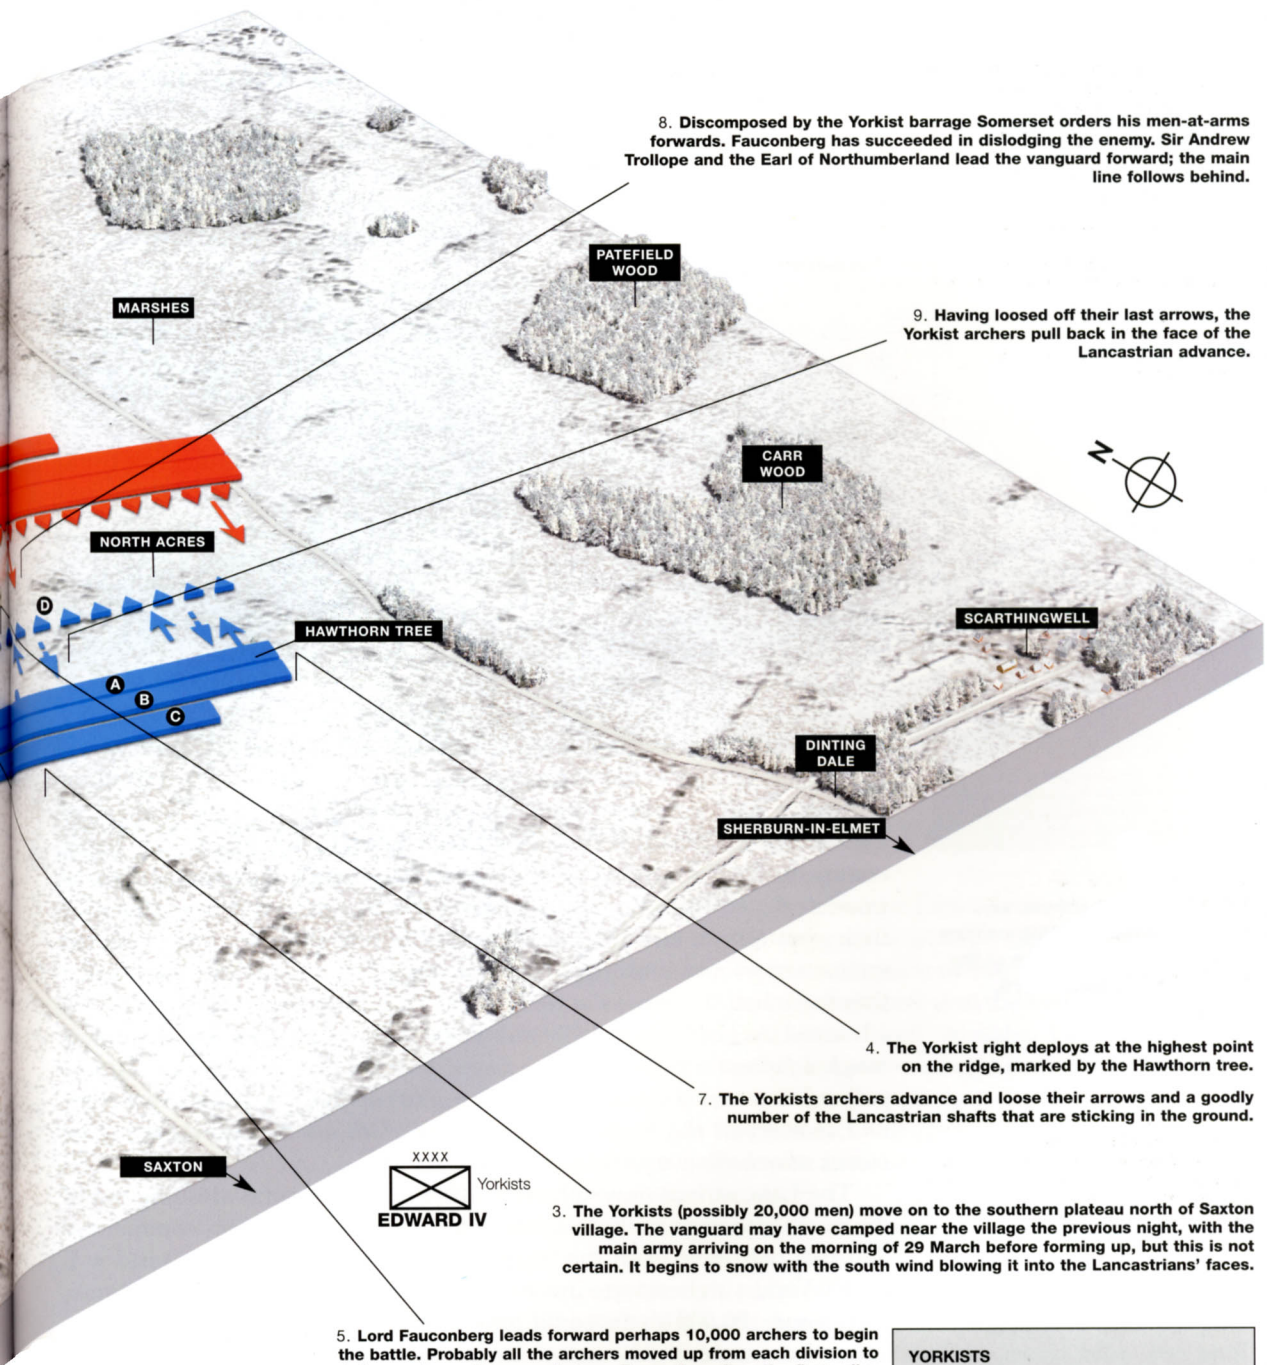 8. Discomposed by the Yorkist barrage Somerset orders his men-at-arms
forwards. Fauconberg has succeeded in dislodging the enemy. Sir Andrew
Trollope and the Earl of Northumberland lead the vanguard forward; the main
line follows behind.
PATEFIELD
WOOD
MARSHES
9. Having loosed off their last arrows, the
Yorkist archers pull back in the face of the
Lancastrian advance.
CARR
WOOD
N
NORTH ACRES
D
HAWTHORN TREE
SCARTHINGWELL
A
B
C
DINTING
DALE
SHERBURN-IN-ELMET
4. The Yorkist right deploys at the highest point
on the ridge, marked by the Hawthorn tree.
7. The Yorkists archers advance and loose their arrows and a goodly
number of the Lancastrian shafts that are sticking in the ground.
SAXTON
XXXX
Yorkists
EDWARD IV
3. The Yorkists (possibly 20,000 men) move on to the southern plateau north of Saxton
village. The vanguard may have camped near the village the previous night, with the
main army arriving on the morning of 29 March before forming up, but this is not
certain. It begins to snow with the south wind blowing it into the Lancastrians' faces.
5. Lord Fauconberg leads forward perhaps 10,000 archers to begin
the battle. Probably all the archers moved up from each division to
YORKISTS